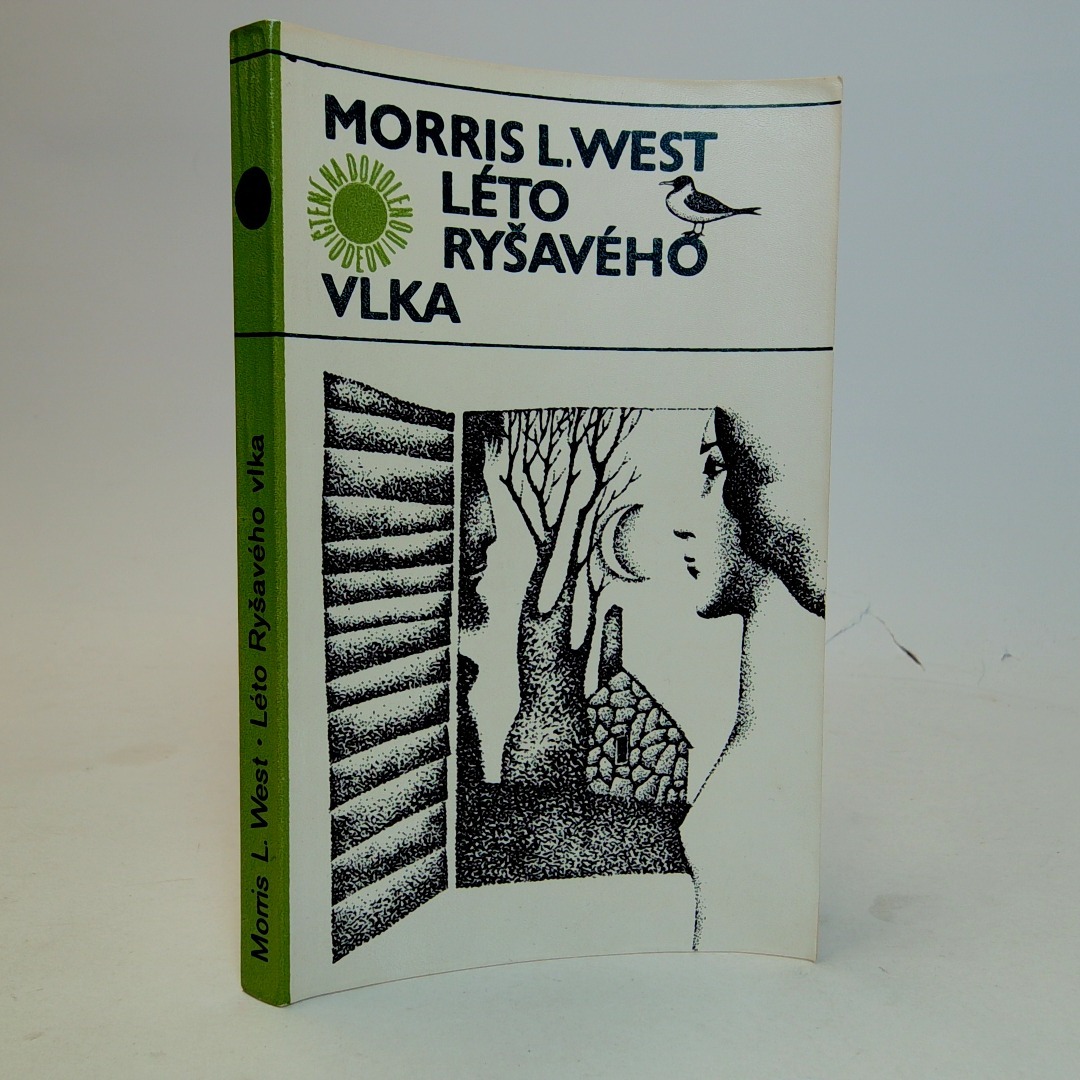 MORRIS L. WEST
LÉTO
RYŠAVÉHO
VLKA
ČTENÍ NA DOVOLENOU ODEON
Morris L. West · Léto Ryšavého vlka